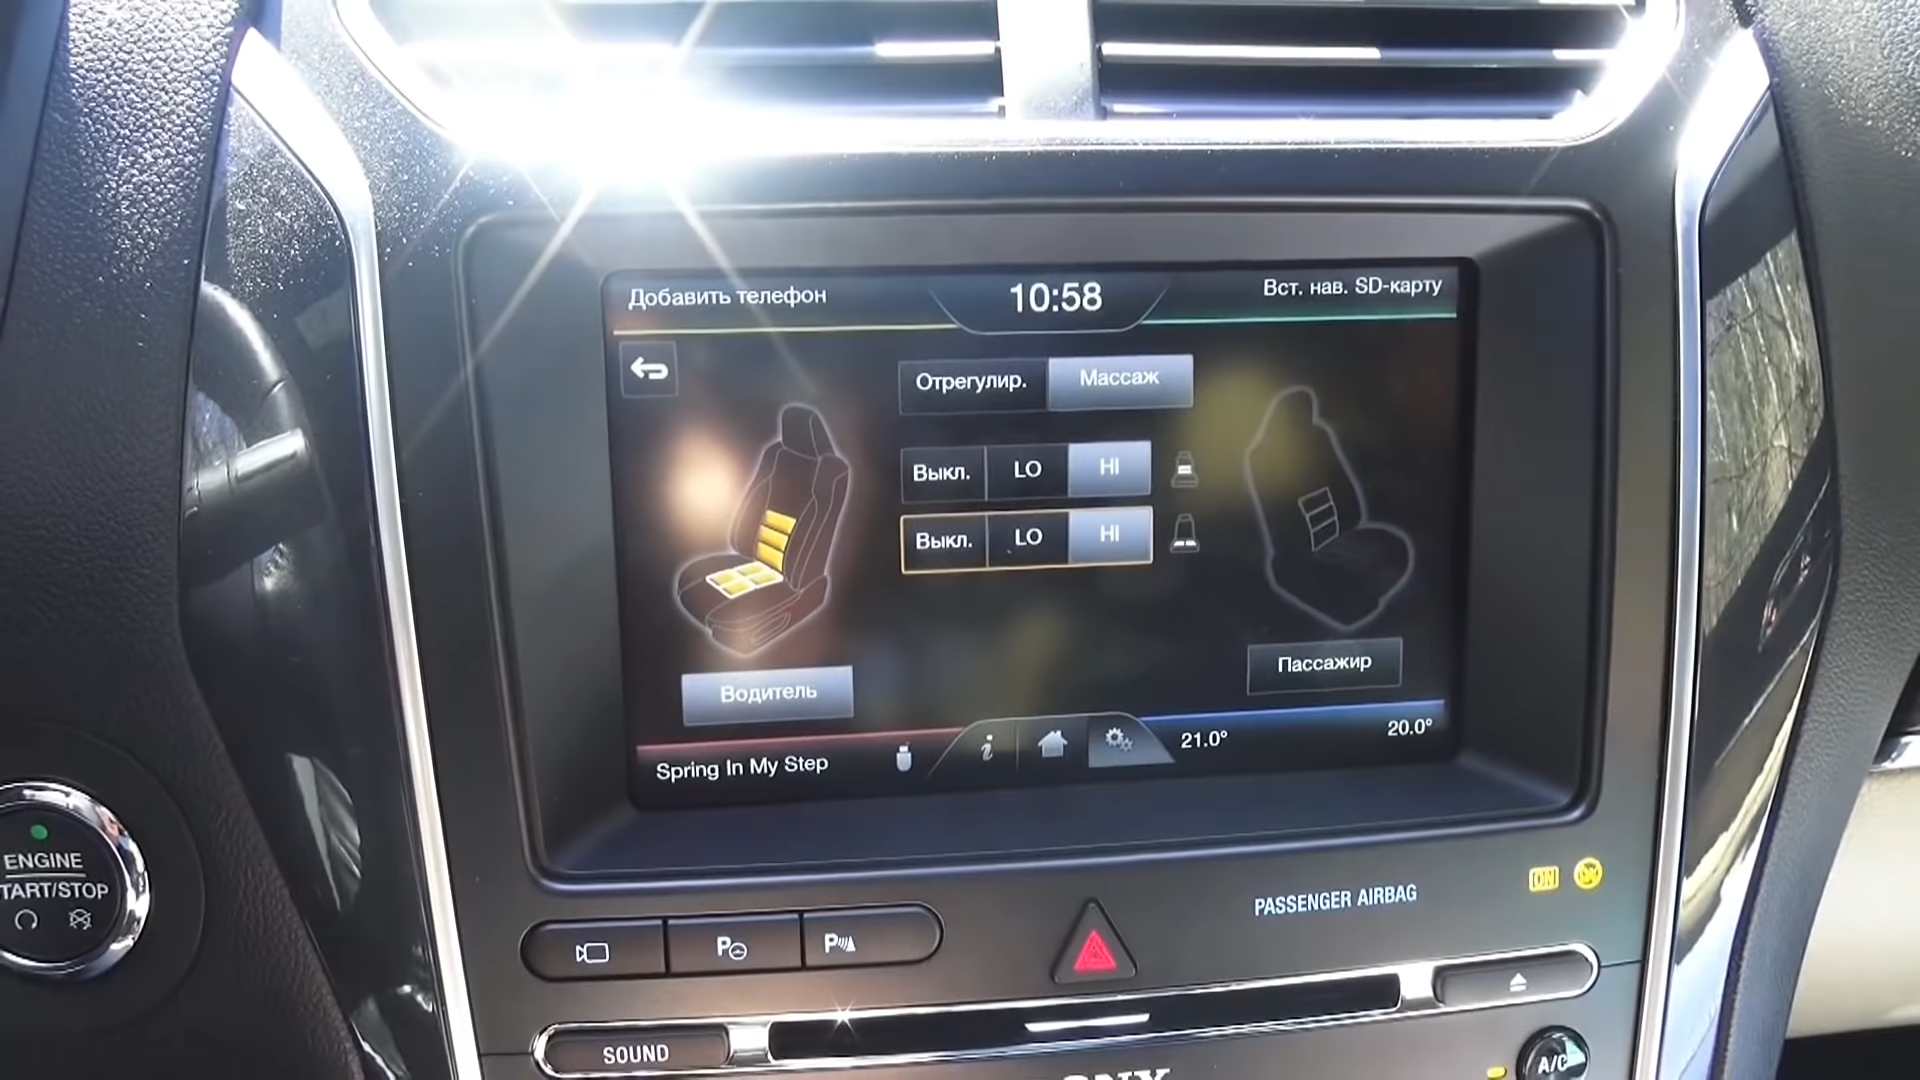 Добавить телефон
10:58
Вст. нав. SD-карту
Отрегулир. Массаж
Выкл. LO HI
Выкл. LO HI
Водитель
Пассажир
Spring In My Step
21.0°
20.0°
ENGINE
TART/STOP
PASSENGER AIRBAG
ON
P
P
SOUND
A/C